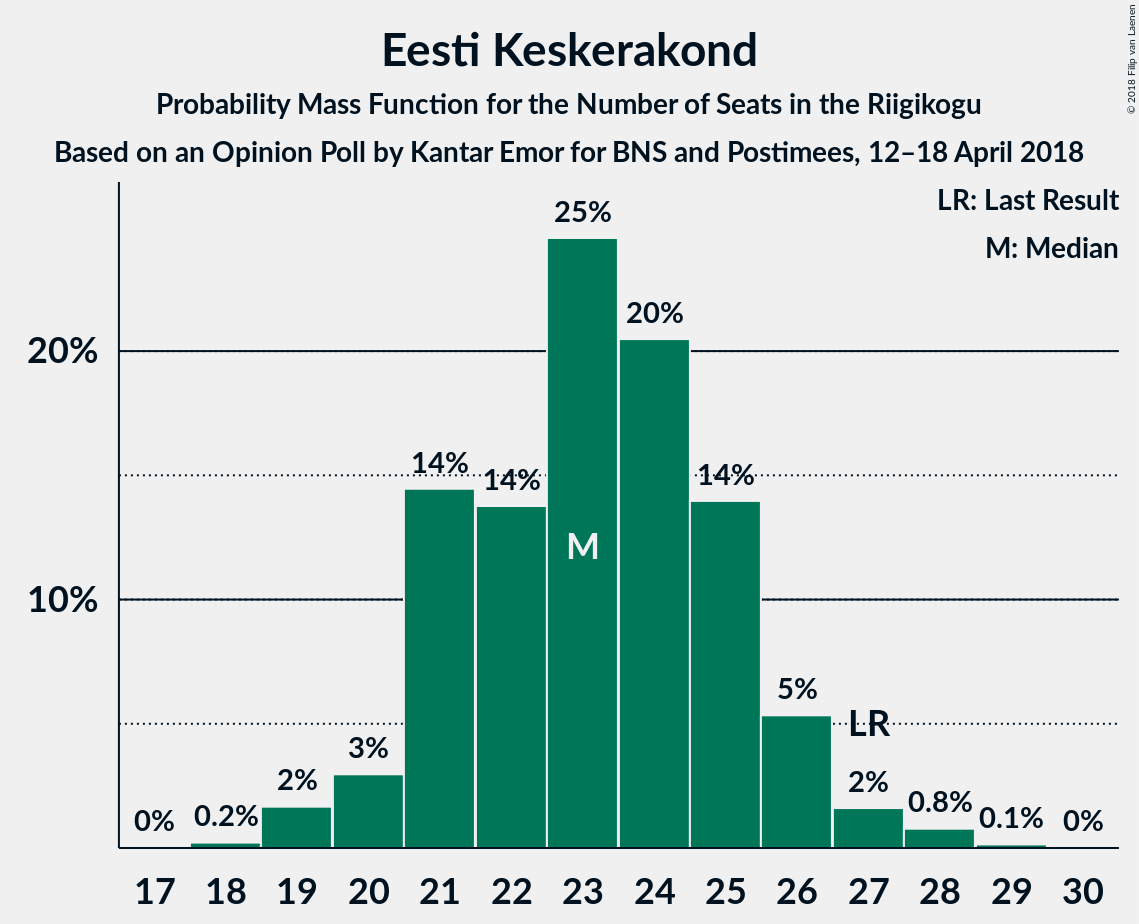 Eesti Keskerakond
Probability Mass Function for the Number of Seats in the Riigikogu
Based on an Opinion Poll by Kantar Emor for BNS and Postimees, 12–18 April 2018
© 2018 Filip van Laenen
LR: Last Result
M: Median
25%
20%
20%
14%
14%
14%
M
10%
5%
LR
3%
2%
2%
0.8%
0%
0.2%
0.1%
0%
17 18 19 20 21 22 23 24 25 26 27 28 29 30